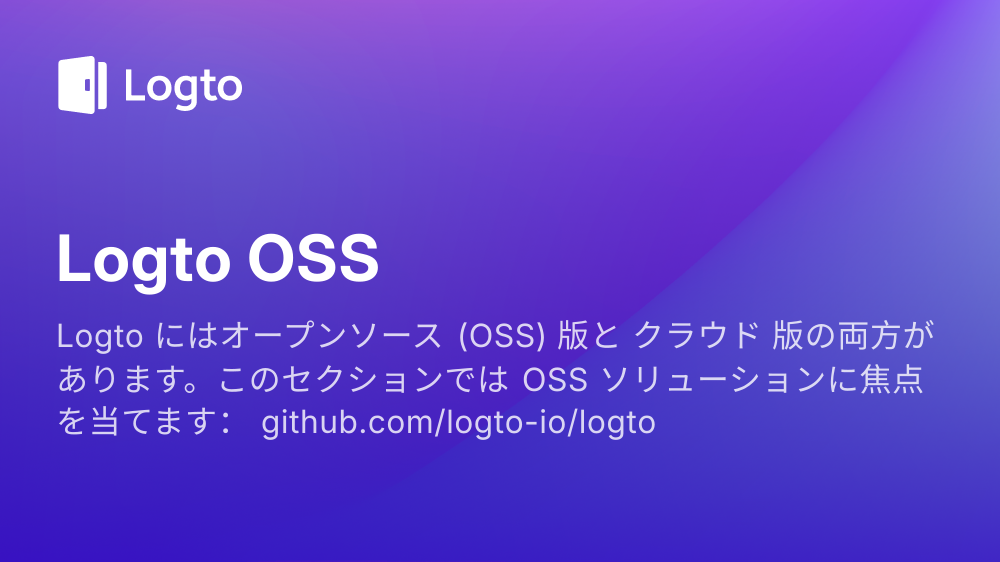 Logto
Logto OSS
Logto にはオープンソース (OSS) 版と クラウド 版の両方が
あります。このセクションでは OSS ソリューションに焦点
を当てます： github.com/logto-io/logto